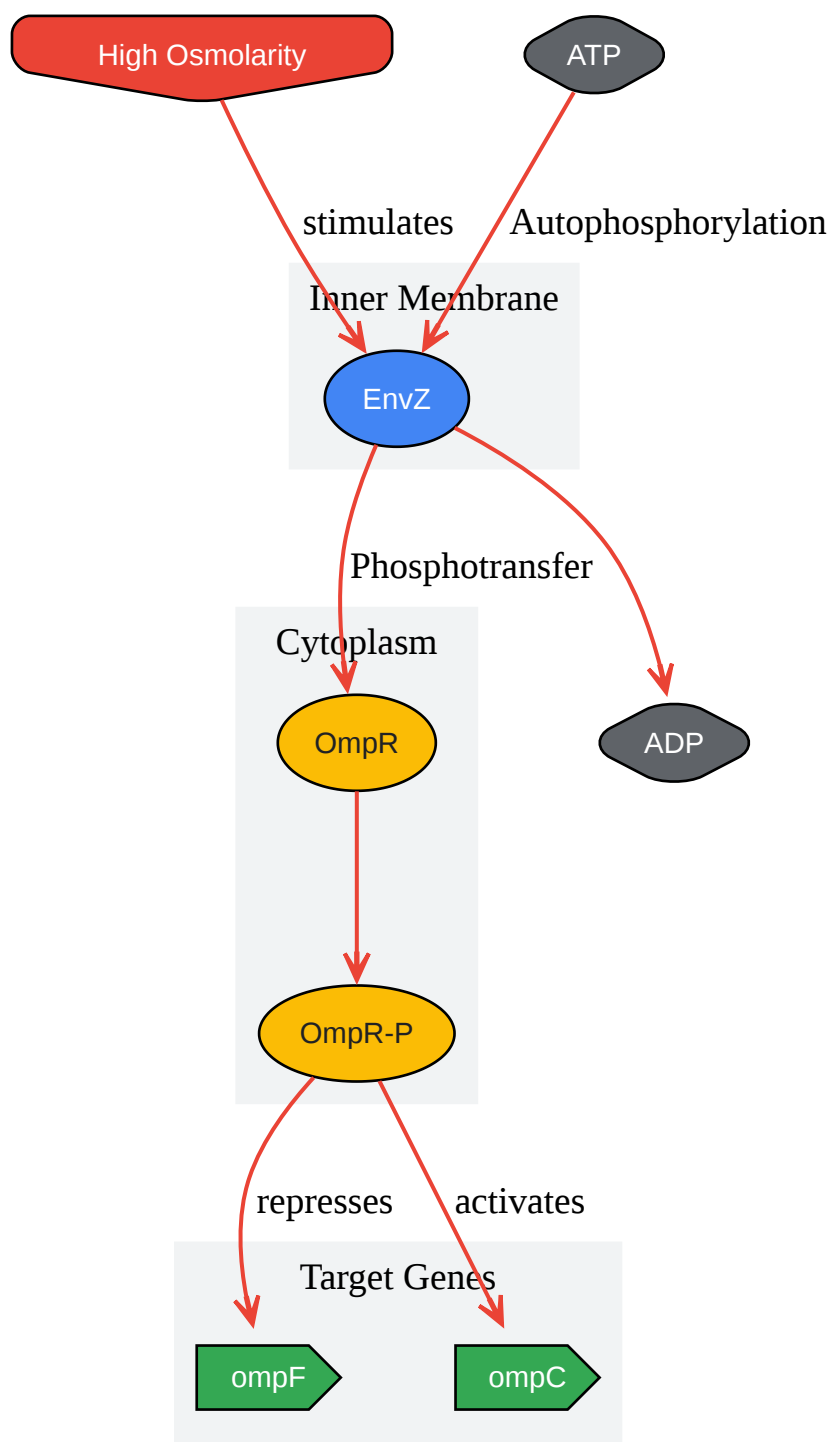 High Osmolarity
ATP
stimulates
Autophosphorylation
Inner Membrane
EnvZ
Phosphotransfer
Cytoplasm
OmpR
ADP
OmpR-P
represses
activates
Target Genes
ompF
ompC